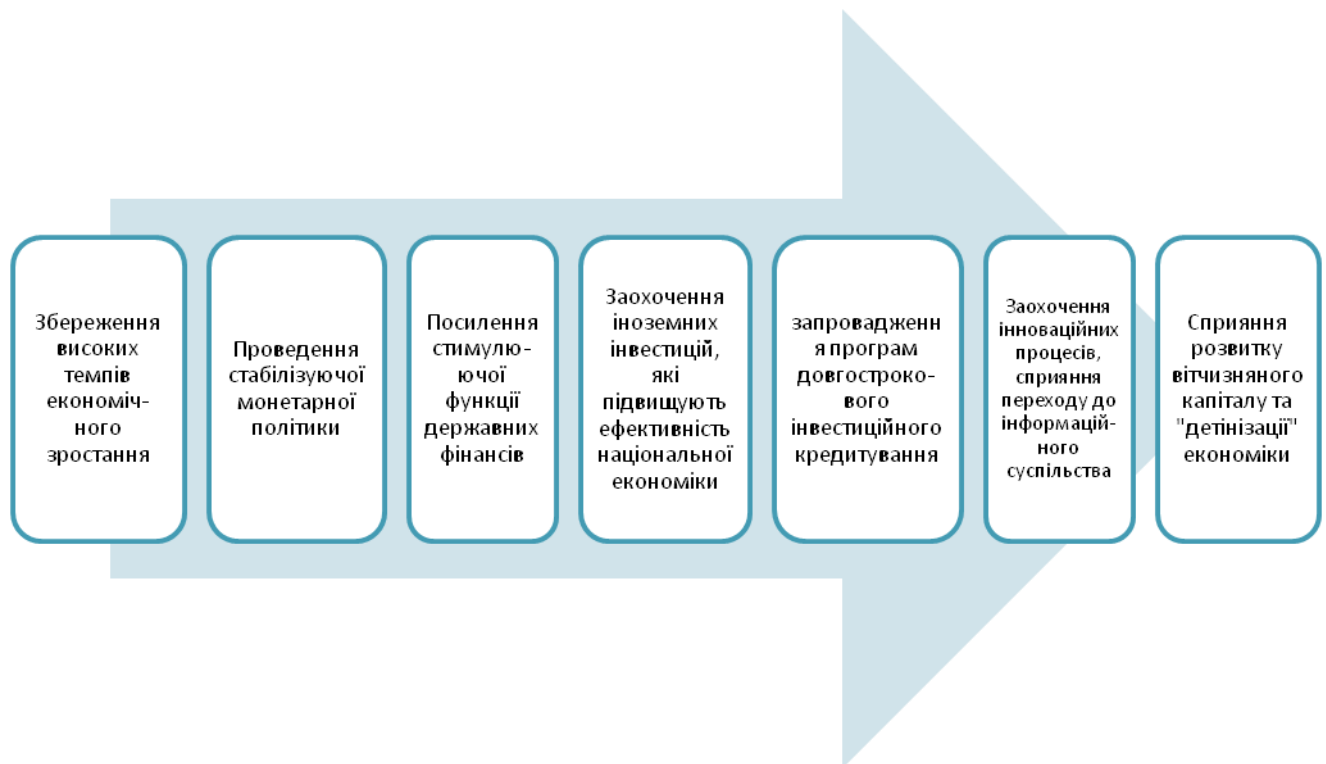 Збереження
високих
темпів
економіч-
ного
зростання
Проведення
стабілізуючої
монетарної
політики
Посилення
стимулю-
ючої
функції
державних
фінансів
Заохочення
іноземних
інвестицій,
які
підвищують
ефективність
національної
економіки
запровадженн
я програм
довгостроко-
вого
інвестиційного
кредитування
Заохочення
інноваційних
процесів,
сприяння
переходу до
інформацій-
ного
суспільства
Сприяння
розвитку
вітчизняного
капіталу та
"детінізації"
економіки